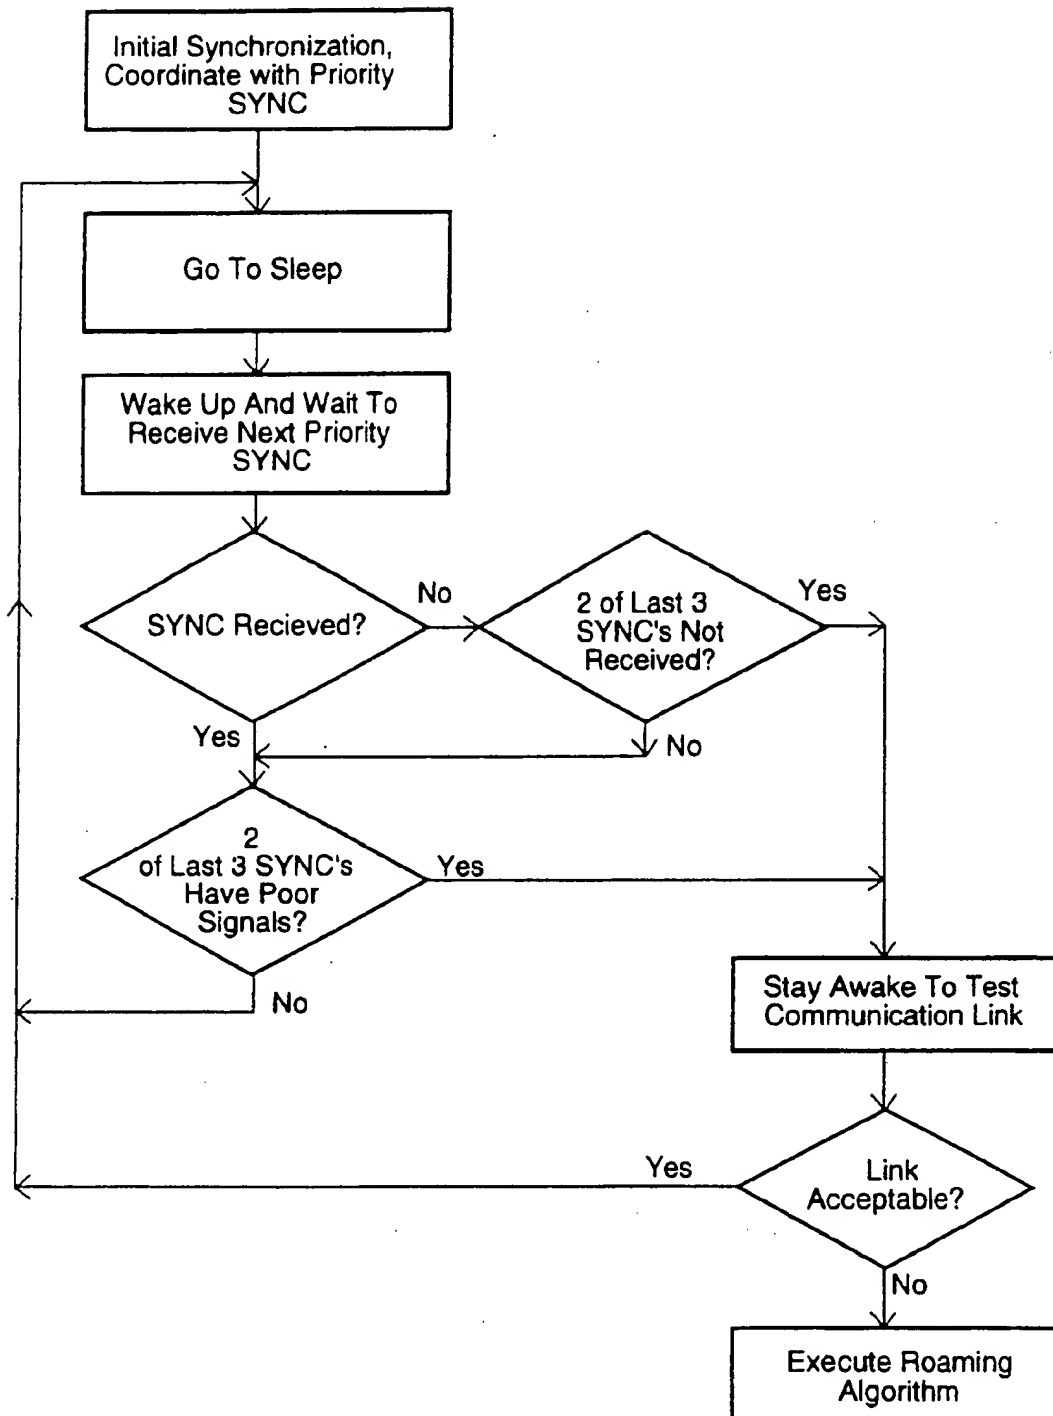 Initial Synchronization,
Coordinate with Priority
SYNC
Go To Sleep
Wake Up And Wait To
Receive Next Priority
SYNC
SYNC Recieved?
No
2 of Last 3
SYNC's Not
Received?
Yes
Yes
No
2
of Last 3 SYNC's
Have Poor
Signals?
Yes
No
Stay Awake To Test
Communication Link
Link
Acceptable?
Yes
No
Execute Roaming
Algorithm